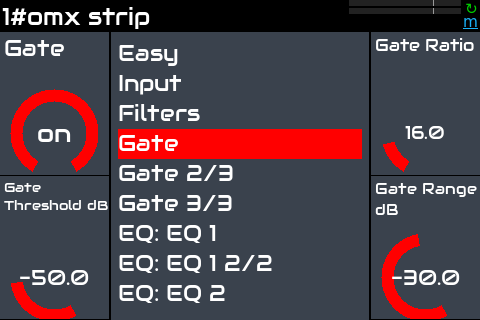 1#omx strip
m
Gate
on
Gate
Threshold dB
-50.0
Easy
Input
Filters
Gate
Gate 2/3
Gate 3/3
EQ: EQ 1
EQ: EQ 1 2/2
EQ: EQ 2
Gate Ratio
16.0
Gate Range
dB
-30.0